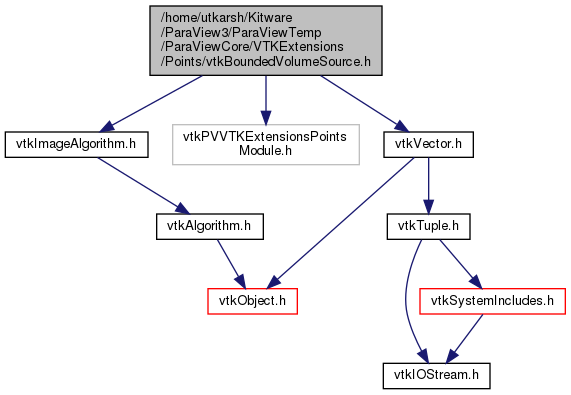 /home/utkarsh/Kitware
/ParaView3/ParaViewTemp
/ParaViewCore/VTKExtensions
/Points/vtkBoundedVolumeSource.h
vtkImageAlgorithm.h
vtkPVVTKExtensionsPoints
Module.h
vtkVector.h
vtkAlgorithm.h
vtkTuple.h
vtkObject.h
vtkSystemIncludes.h
vtkIOStream.h